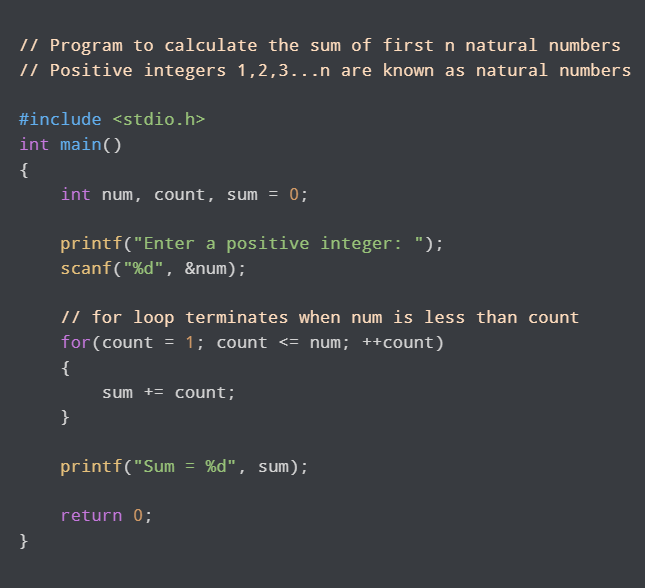 // Program to calculate the sum of first n natural numbers
// Positive integers 1,2,3...n are known as natural numbers
#include <stdio.h>
int main()
{
    int num, count, sum = 0;
    printf("Enter a positive integer: ");
    scanf("%d", &num);
    // for loop terminates when num is less than count
    for(count = 1; count <= num; ++count)
    {
        sum += count;
    }
    printf("Sum = %d", sum);
    return 0;
}